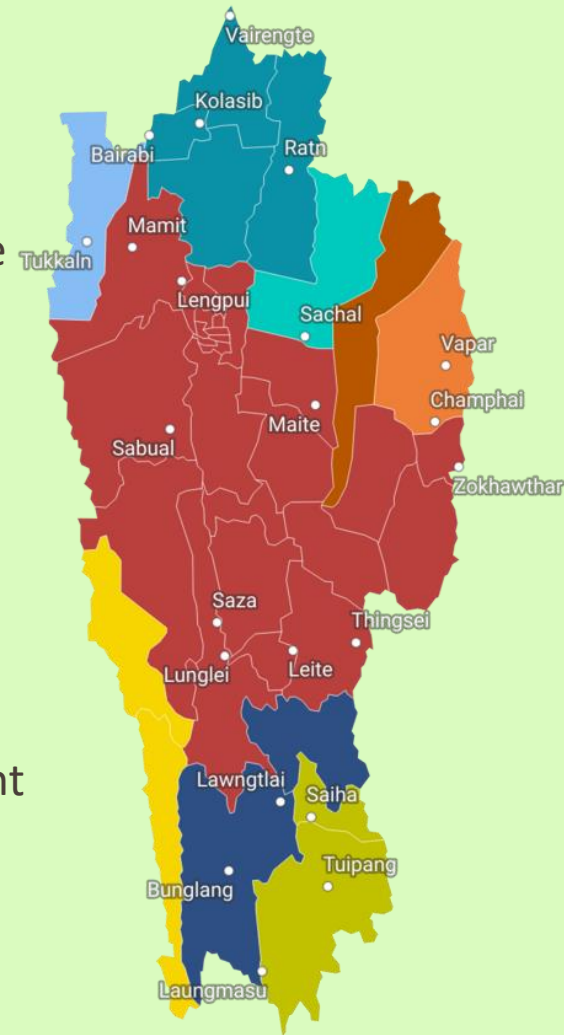 Vairengte
Kolasib
Bairabi
Ratn
e
Mamit
Tukkaln
Lengpui
Sachal
Vapar
Champhai
Maite
Sabual
Zokhawthar
Saza
Thingsei
Lunglei
Leite
nt
Lawngtlai
Saiha
Tuipang
Bunglang
Laungmasu